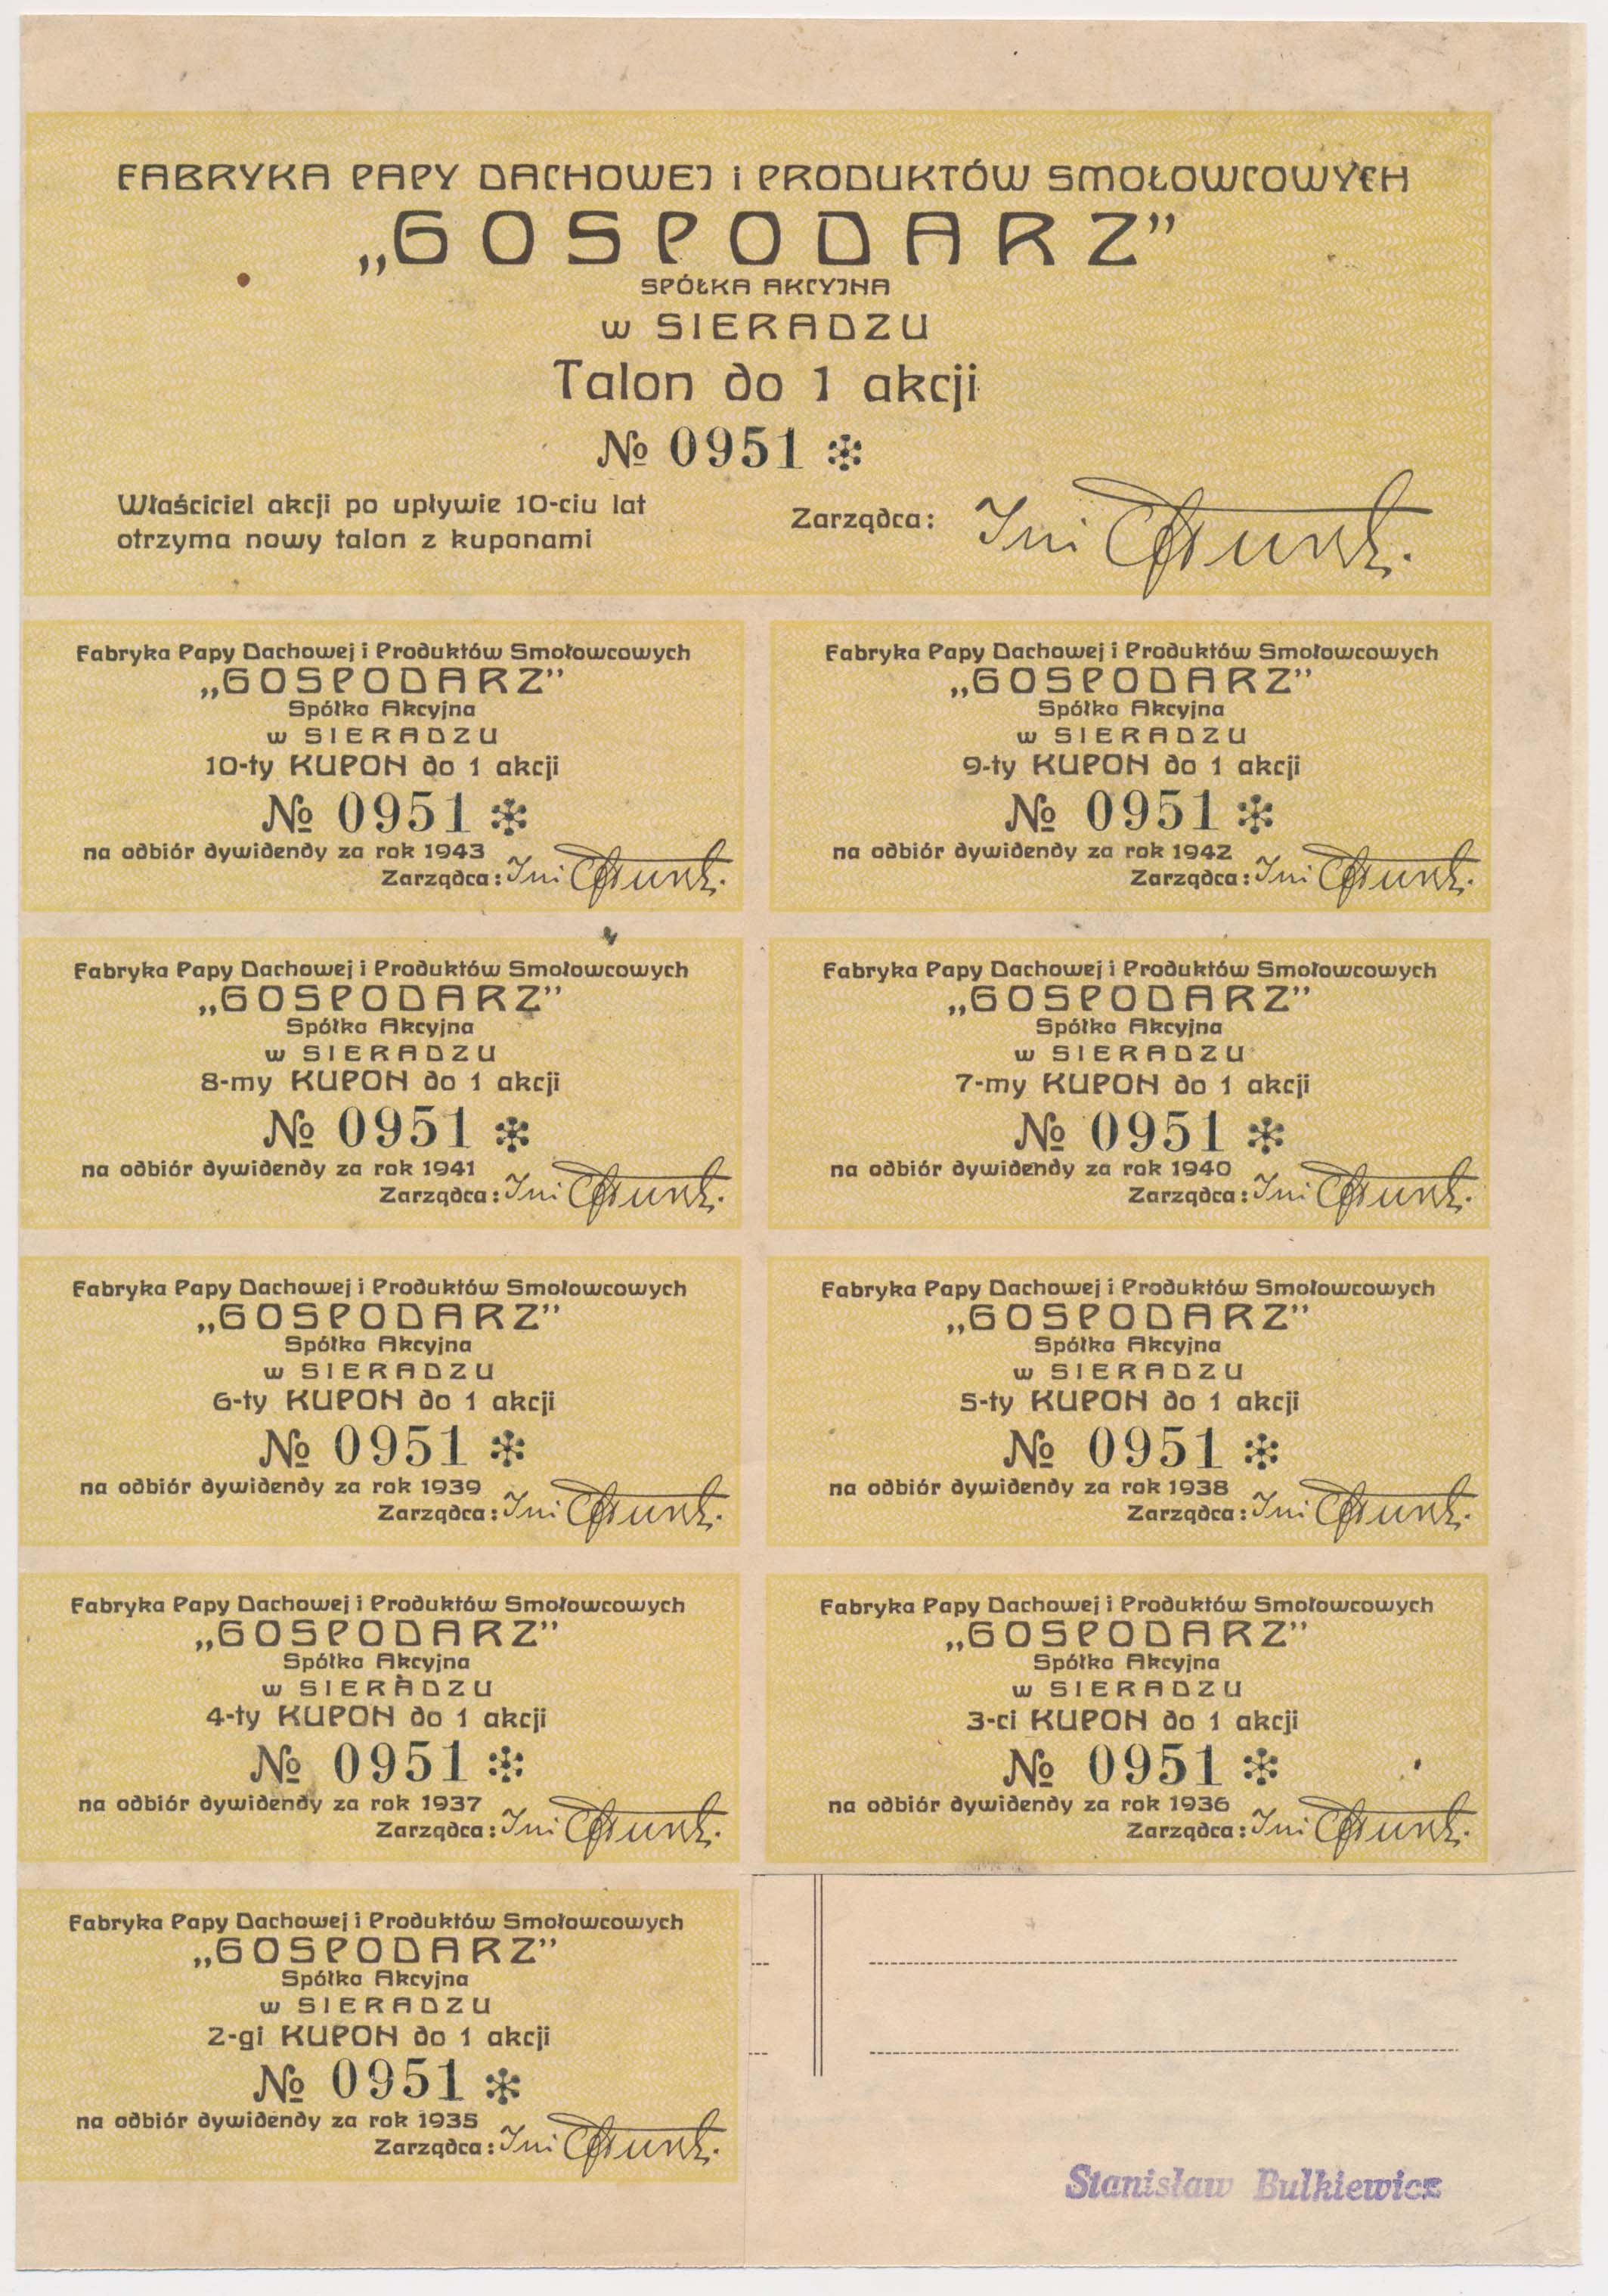 FABRYKA PAPY DACHOWEJ i PRODUKTÓW SMOŁOWCOWYCH
„GOSPODARZ”
SPÓŁKA AKCYJNA
w SIERADZU
Talon do 1 akcji
№ 0951 *
Właściciel akcji po upływie 10-ciu lat
otrzyma nowy talon z kuponami
Zarządca:
Fabryka Papy Dachowej i Produktów Smołowcowych
„GOSPODARZ”
Spółka Akcyjna
w SIERADZU
10-ty KUPON do 1 akcji
№ 0951 *
na odbiór dywidendy za rok 1943
Zarządca:
Fabryka Papy Dachowej i Produktów Smołowcowych
„GOSPODARZ”
Spółka Akcyjna
w SIERADZU
9-ty KUPON do 1 akcji
№ 0951 *
na odbiór dywidendy za rok 1942
Zarządca:
Fabryka Papy Dachowej i Produktów Smołowcowych
„GOSPODARZ”
Spółka Akcyjna
w SIERADZU
8-my KUPON do 1 akcji
№ 0951 *
na odbiór dywidendy za rok 1941
Zarządca:
Fabryka Papy Dachowej i Produktów Smołowcowych
„GOSPODARZ”
Spółka Akcyjna
w SIERADZU
7-my KUPON do 1 akcji
№ 0951 *
na odbiór dywidendy za rok 1940
Zarządca:
Fabryka Papy Dachowej i Produktów Smołowcowych
„GOSPODARZ”
Spółka Akcyjna
w SIERADZU
6-ty KUPON do 1 akcji
№ 0951 *
na odbiór dywidendy za rok 1939
Zarządca:
Fabryka Papy Dachowej i Produktów Smołowcowych
„GOSPODARZ”
Spółka Akcyjna
w SIERADZU
5-ty KUPON do 1 akcji
№ 0951 *
na odbiór dywidendy za rok 1938
Zarządca:
Fabryka Papy Dachowej i Produktów Smołowcowych
„GOSPODARZ”
Spółka Akcyjna
w SIERADZU
4-ty KUPON do 1 akcji
№ 0951 *
na odbiór dywidendy za rok 1937
Zarządca:
Fabryka Papy Dachowej i Produktów Smołowcowych
„GOSPODARZ”
Spółka Akcyjna
w SIERADZU
3-ci KUPON do 1 akcji
№ 0951 *
na odbiór dywidendy za rok 1936
Zarządca:
Fabryka Papy Dachowej i Produktów Smołowcowych
„GOSPODARZ”
Spółka Akcyjna
w SIERADZU
2-gi KUPON do 1 akcji
№ 0951 *
na odbiór dywidendy za rok 1935
Zarządca:
Stanisław Bulkiewicz